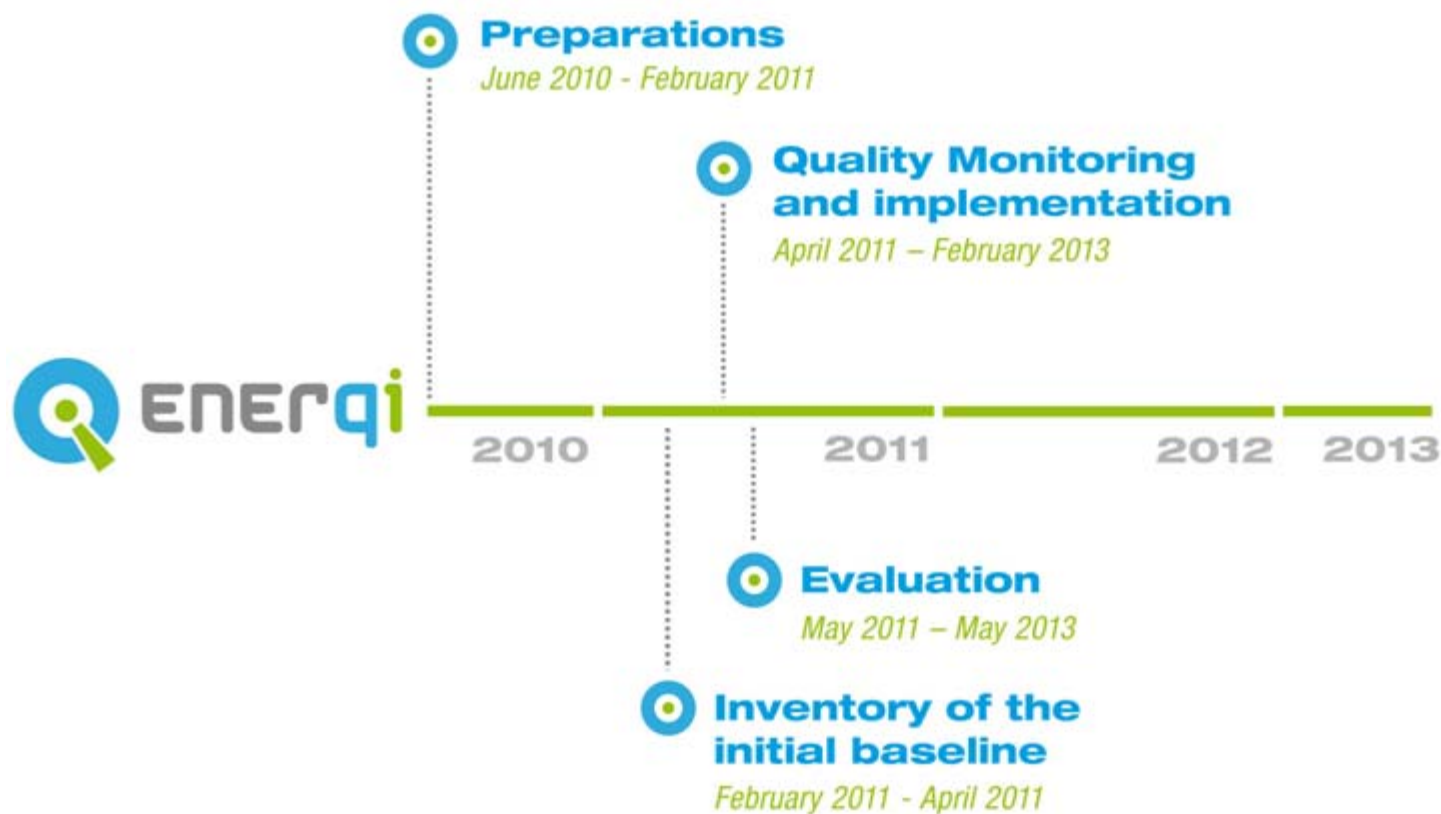 Preparations
June 2010 - February 2011
Quality Monitoring
and implementation
April 2011 – February 2013
enerqi
2010
2011
2012
2013
Evaluation
May 2011 – May 2013
Inventory of the
initial baseline
February 2011 - April 2011